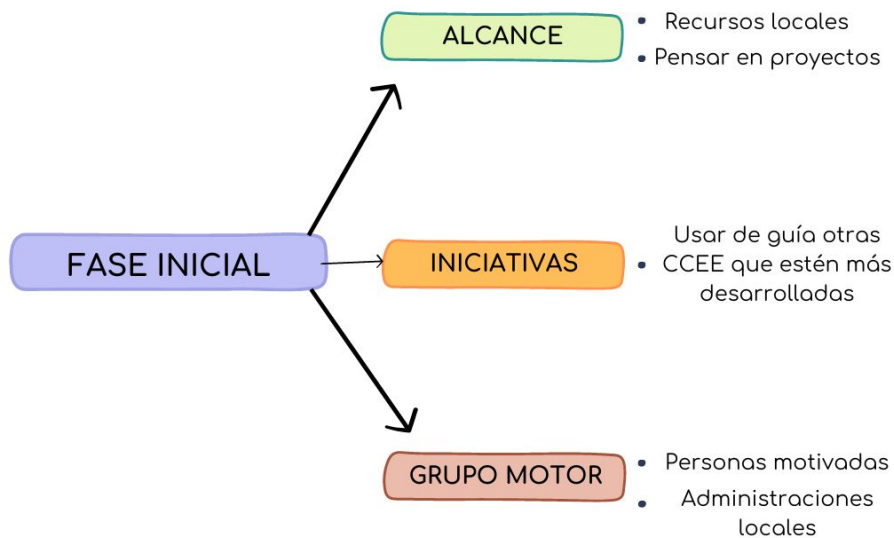 ALCANCE
• Recursos locales
• Pensar en proyectos
FASE INICIAL
INICIATIVAS
Usar de guía otras
• CCEE que estén más
desarrolladas
GRUPO MOTOR
• Personas motivadas
• Administraciones
locales